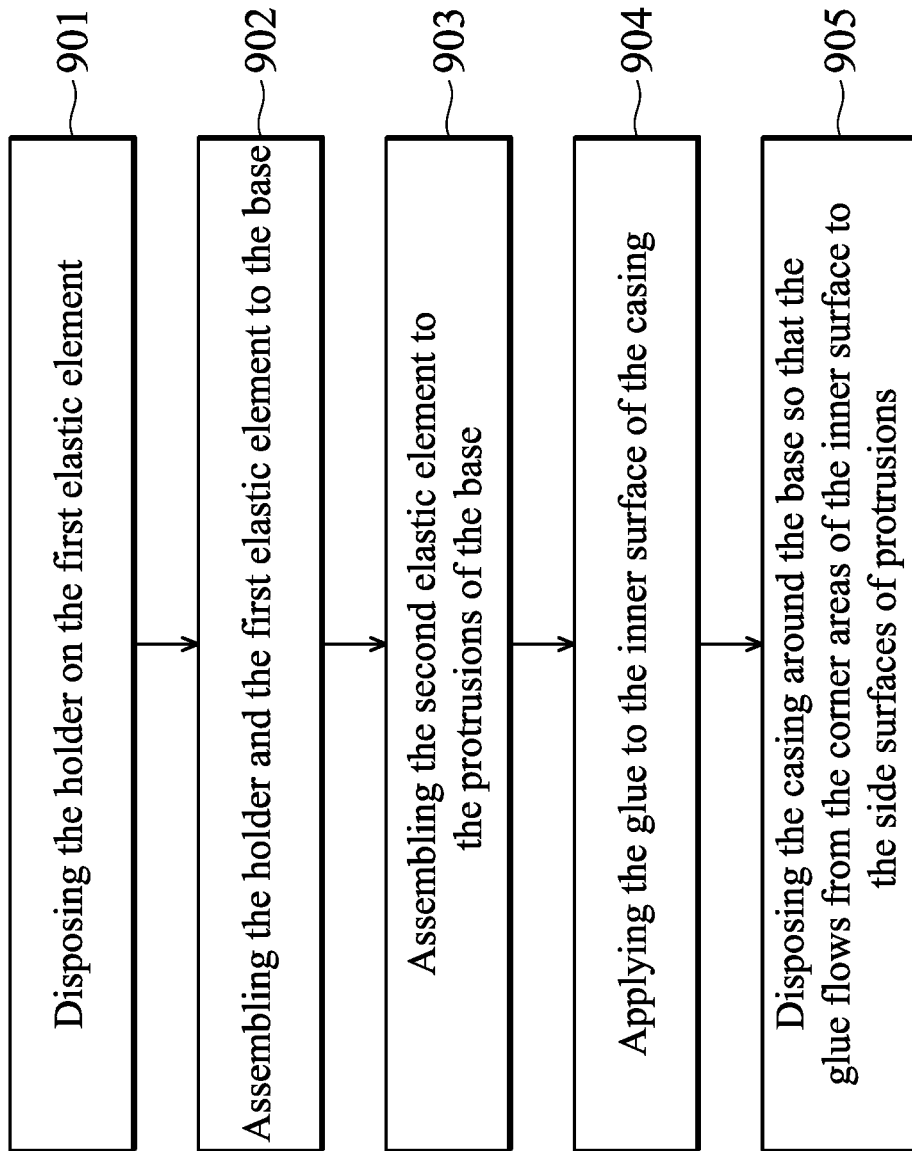 Disposing the holder on the first elastic element
901
Assembling the holder and the first elastic element to the base
902
Assembling the second elastic element to
the protrusions of the base
903
Applying the glue to the inner surface of the casing
904
Disposing the casing around the base so that the
glue flows from the corner areas of the inner surface to
the side surfaces of protrusions
905